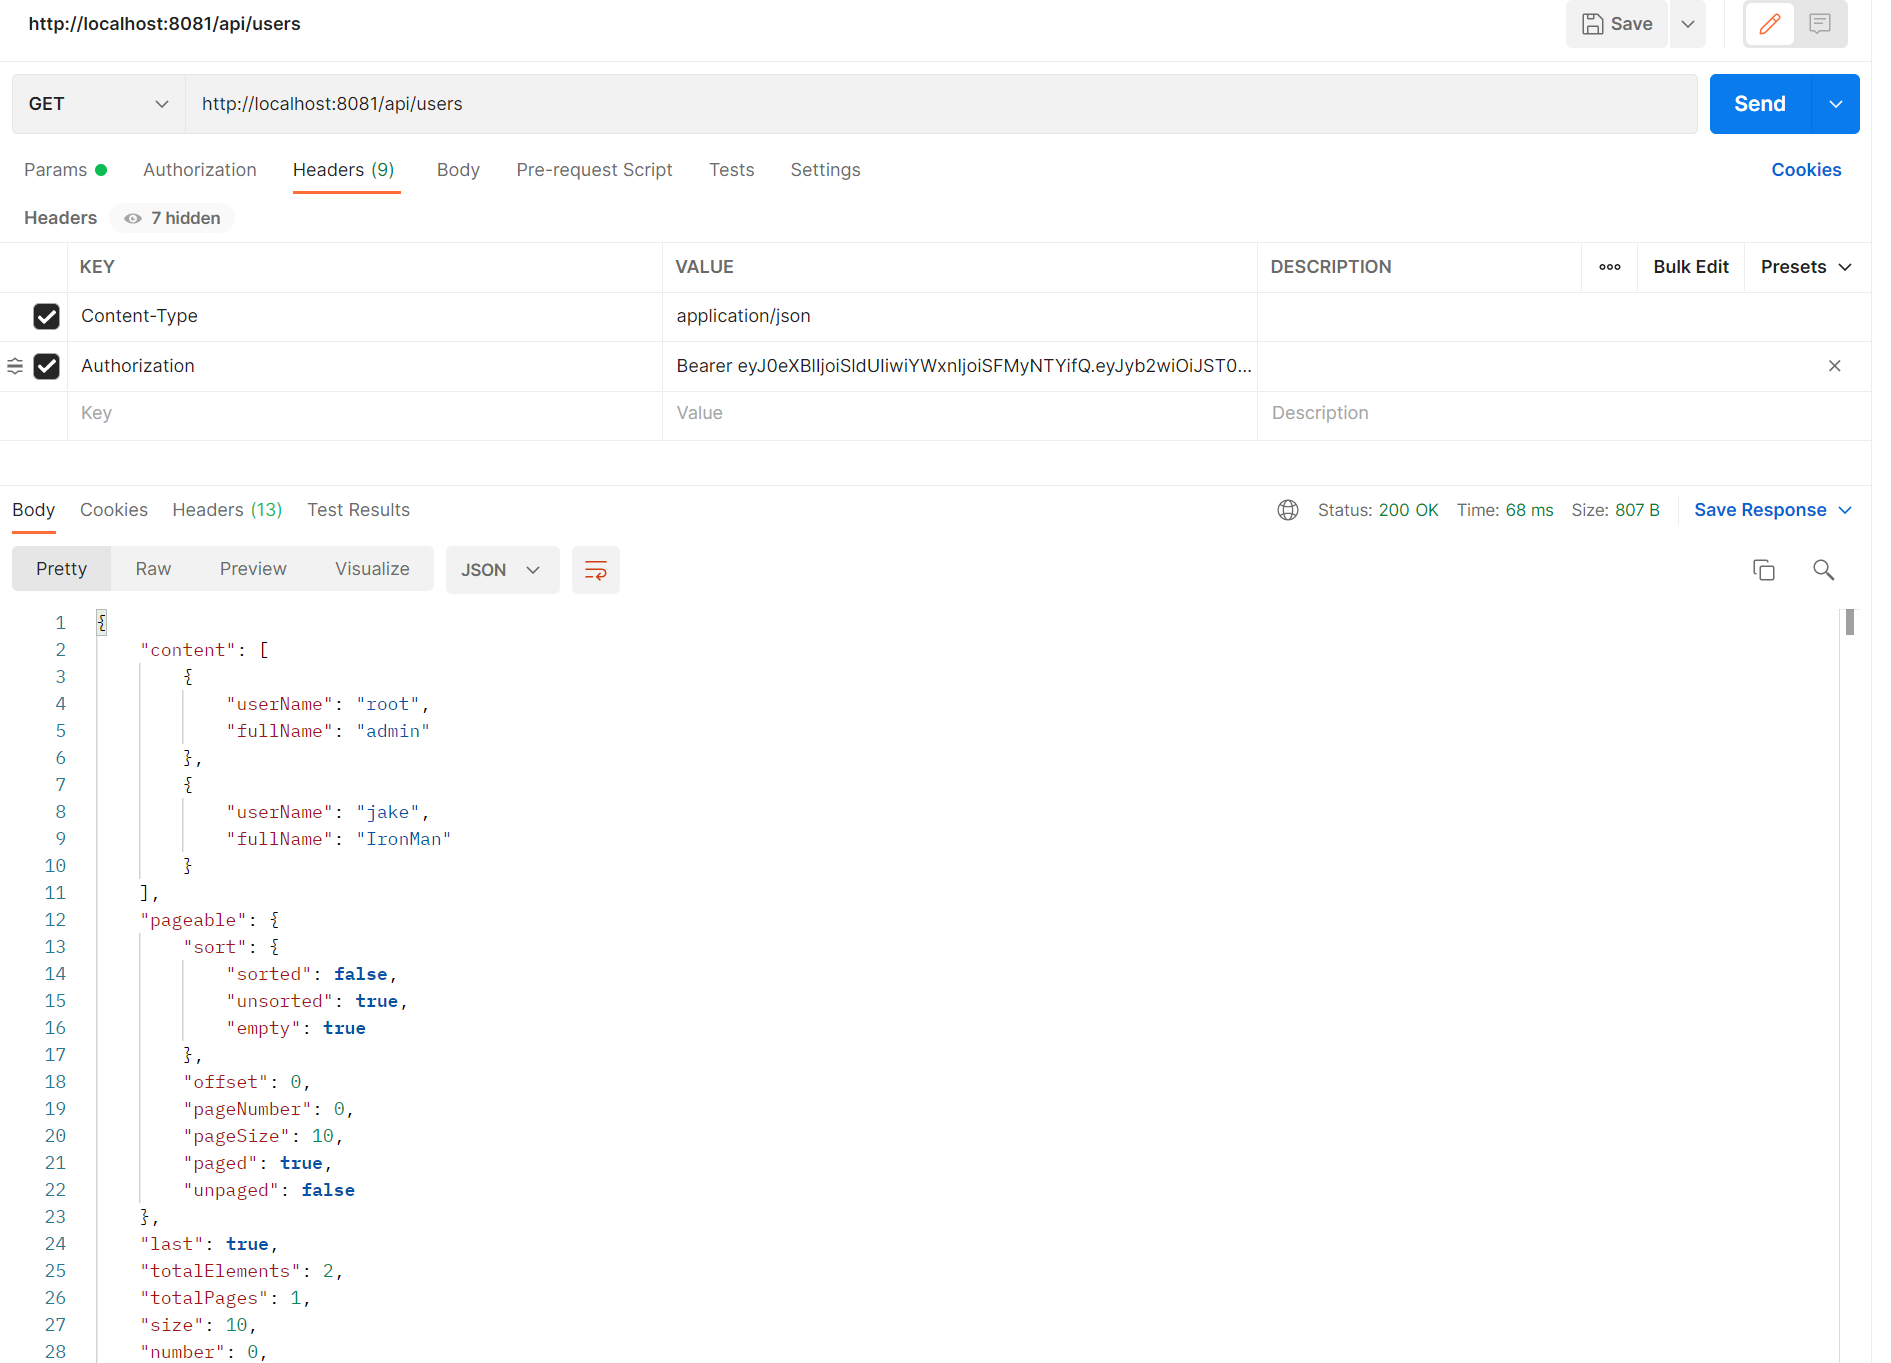 http://localhost:8081/api/users
Save
GET
http://localhost:8081/api/users
Send
Params
Authorization
Headers (9)
Body
Pre-request Script
Tests
Settings
Cookies
Headers
7 hidden
KEY
VALUE
DESCRIPTION
Bulk Edit
Presets
Content-Type
application/json
Authorization
Bearer eyJ0eXBlIjoiSldUIiwiYWxnIjoiSFMyNTYifQ.eyJyb2wiOiJST0...
Key
Value
Description
Body
Cookies
Headers (13)
Test Results
Status: 200 OK
Time: 68 ms
Size: 807 B
Save Response
Pretty
Raw
Preview
Visualize
JSON
1 {
2 "content": [
3 {
4 "userName": "root",
5 "fullName": "admin"
6 },
7 {
8 "userName": "jake",
9 "fullName": "IronMan"
10 }
11 ],
12 "pageable": {
13 "sort": {
14 "sorted": false,
15 "unsorted": true,
16 "empty": true
17 },
18 "offset": 0,
19 "pageNumber": 0,
20 "pageSize": 10,
21 "paged": true,
22 "unpaged": false
23 },
24 "last": true,
25 "totalElements": 2,
26 "totalPages": 1,
27 "size": 10,
28 "number": 0,